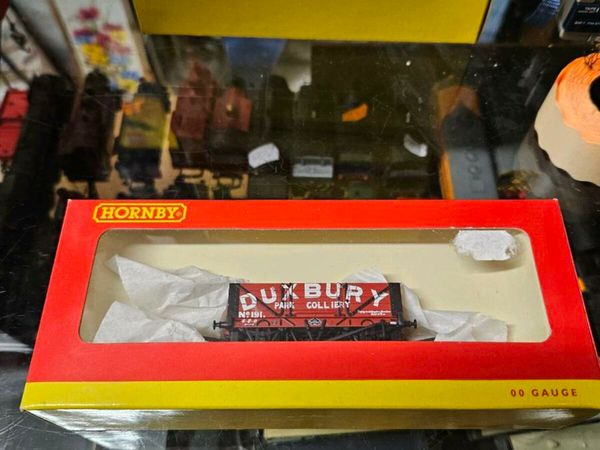 HORNBY
DUXBURY
PARK COLLIERY
No 191.
00 GAUGE